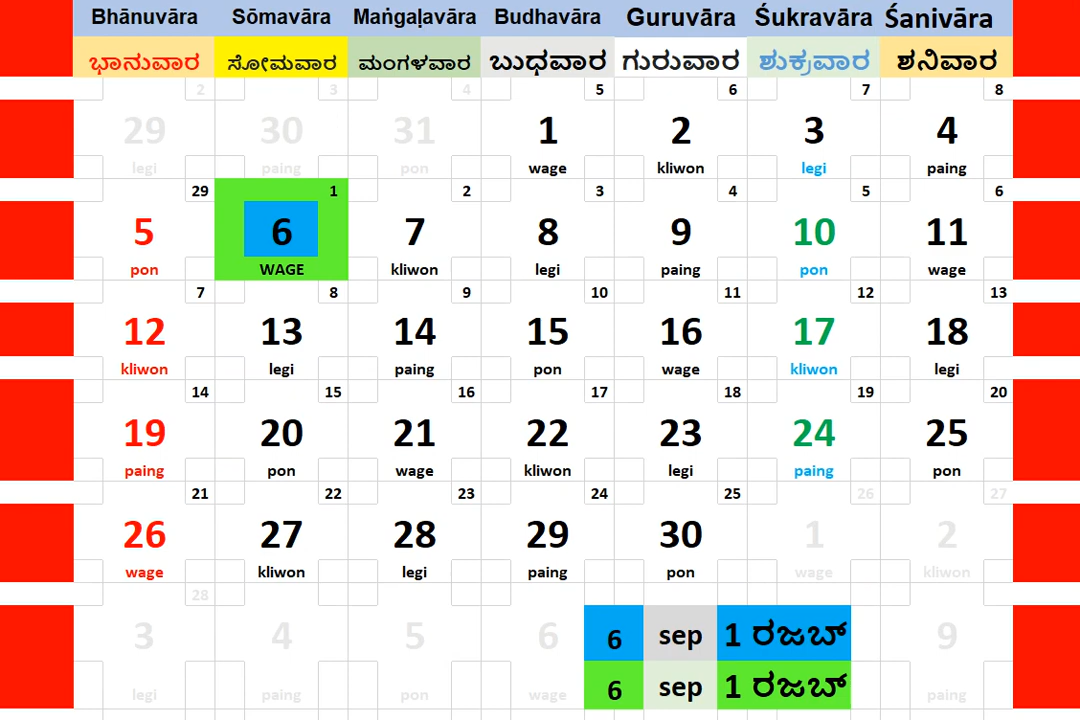 Bhānuvāra Sōmavāra Maṅgaḷavāra Budhavāra Guruvāra Śukravāra Śanivāra
ಭಾನುವಾರ ಸೋಮವಾರ ಮಂಗಳವಾರ ಬುಧವಾರ ಗುರುವಾರ ಶುಕ್ರವಾರ ಶನಿವಾರ
2 3 4 5 6 7 8
29 30 31 1 2 3 4
legi paing pon wage kliwon legi paing
29 1 2 3 4 5 6
5 6 7 8 9 10 11
pon WAGE kliwon legi paing pon wage
7 8 9 10 11 12 13
12 13 14 15 16 17 18
kliwon legi paing pon wage kliwon legi
14 15 16 17 18 19 20
19 20 21 22 23 24 25
paing pon wage kliwon legi paing pon
21 22 23 24 25 26 27
26 27 28 29 30 1 2
wage kliwon legi paing pon wage kliwon
28
3 4 5 6 6 sep 1 ರಜಬ್ 9
legi paing pon wage 6 sep 1 ರಜಬ್ paing